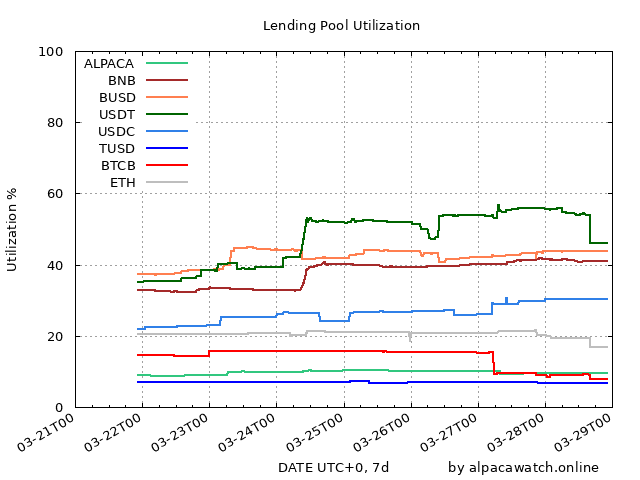 Lending Pool Utilization
100
80
60
40
20
0
Utilization %
ALPACA
BNB
BUSD
USDT
USDC
TUSD
BTCB
ETH
03-21T00
03-22T00
03-23T00
03-24T00
03-25T00
03-26T00
03-27T00
03-28T00
03-29T00
DATE UTC+0, 7d
by alpacawatch.online